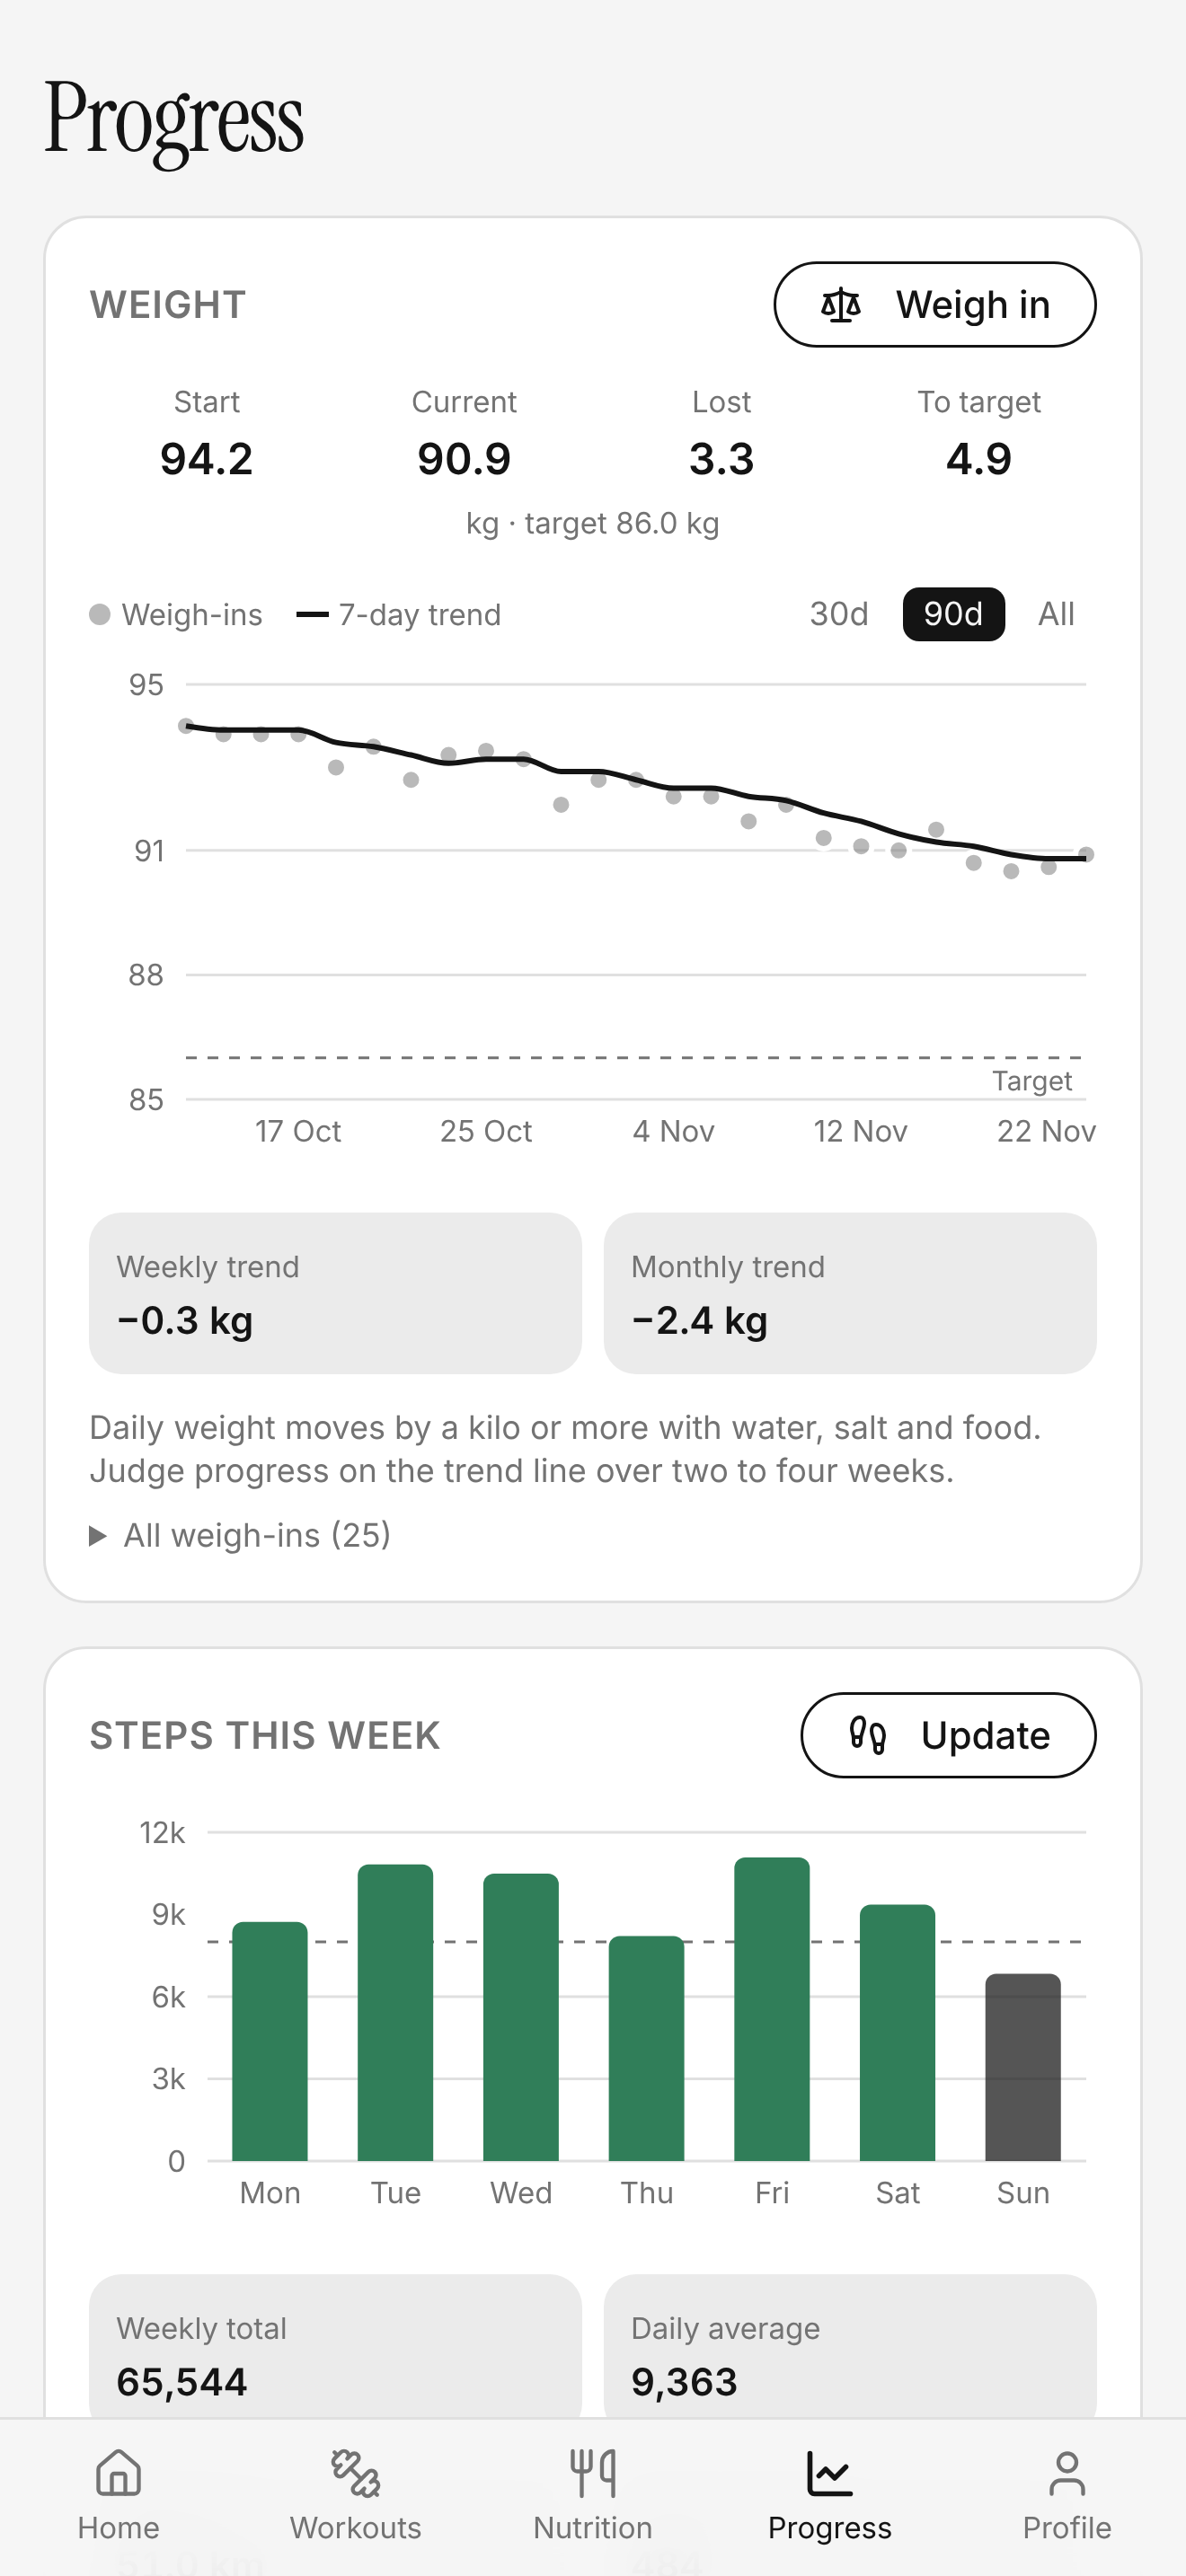 Progress
WEIGHT
Weigh in
Start Current Lost To target
94.2 90.9 3.3 4.9
kg · target 86.0 kg
Weigh-ins 7-day trend 30d 90d All
95
91
88
Target
85
17 Oct 25 Oct 4 Nov 12 Nov 22 Nov
Weekly trend Monthly trend
−0.3 kg −2.4 kg
Daily weight moves by a kilo or more with water, salt and food.
Judge progress on the trend line over two to four weeks.
All weigh-ins (25)
STEPS THIS WEEK
Update
12k
9k
6k
3k
0
Mon Tue Wed Thu Fri Sat Sun
Weekly total Daily average
65,544 9,363
Home Workouts Nutrition Progress Profile
51.0 km 484